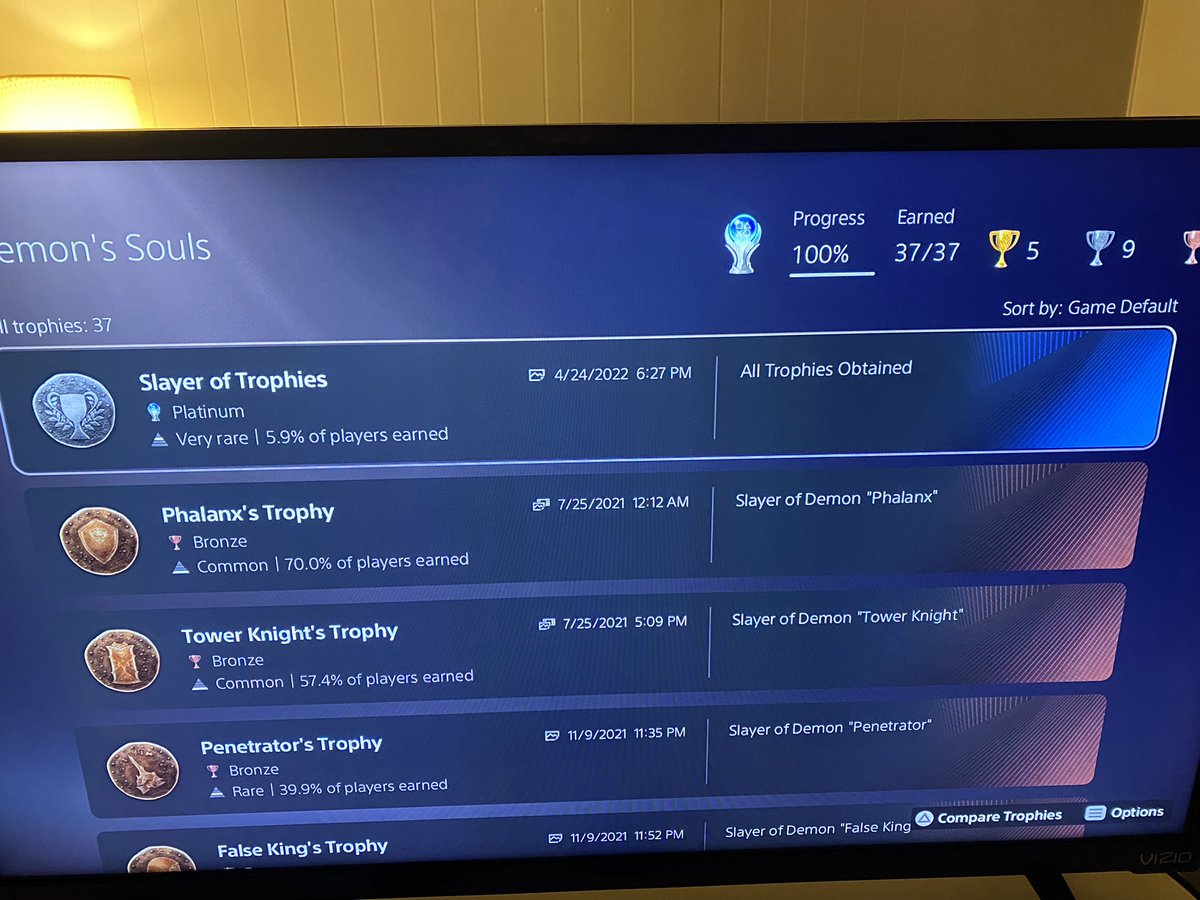 emon's Souls
Progress
100%
Earned
37/37
5
9
ll trophies: 37
Sort by: Game Default
Slayer of Trophies
Platinum
Very rare | 5.9% of players earned
4/24/2022 6:27 PM
All Trophies Obtained
Phalanx's Trophy
Bronze
Common | 70.0% of players earned
7/25/2021 12:12 AM
Slayer of Demon "Phalanx"
Tower Knight's Trophy
Bronze
Common | 57.4% of players earned
7/25/2021 5:09 PM
Slayer of Demon "Tower Knight"
Penetrator's Trophy
Bronze
Rare | 39.9% of players earned
11/9/2021 11:35 PM
Slayer of Demon "Penetrator"
False King's Trophy
11/9/2021 11:52 PM
Slayer of Demon "False King
Compare Trophies
Options
VIZIO